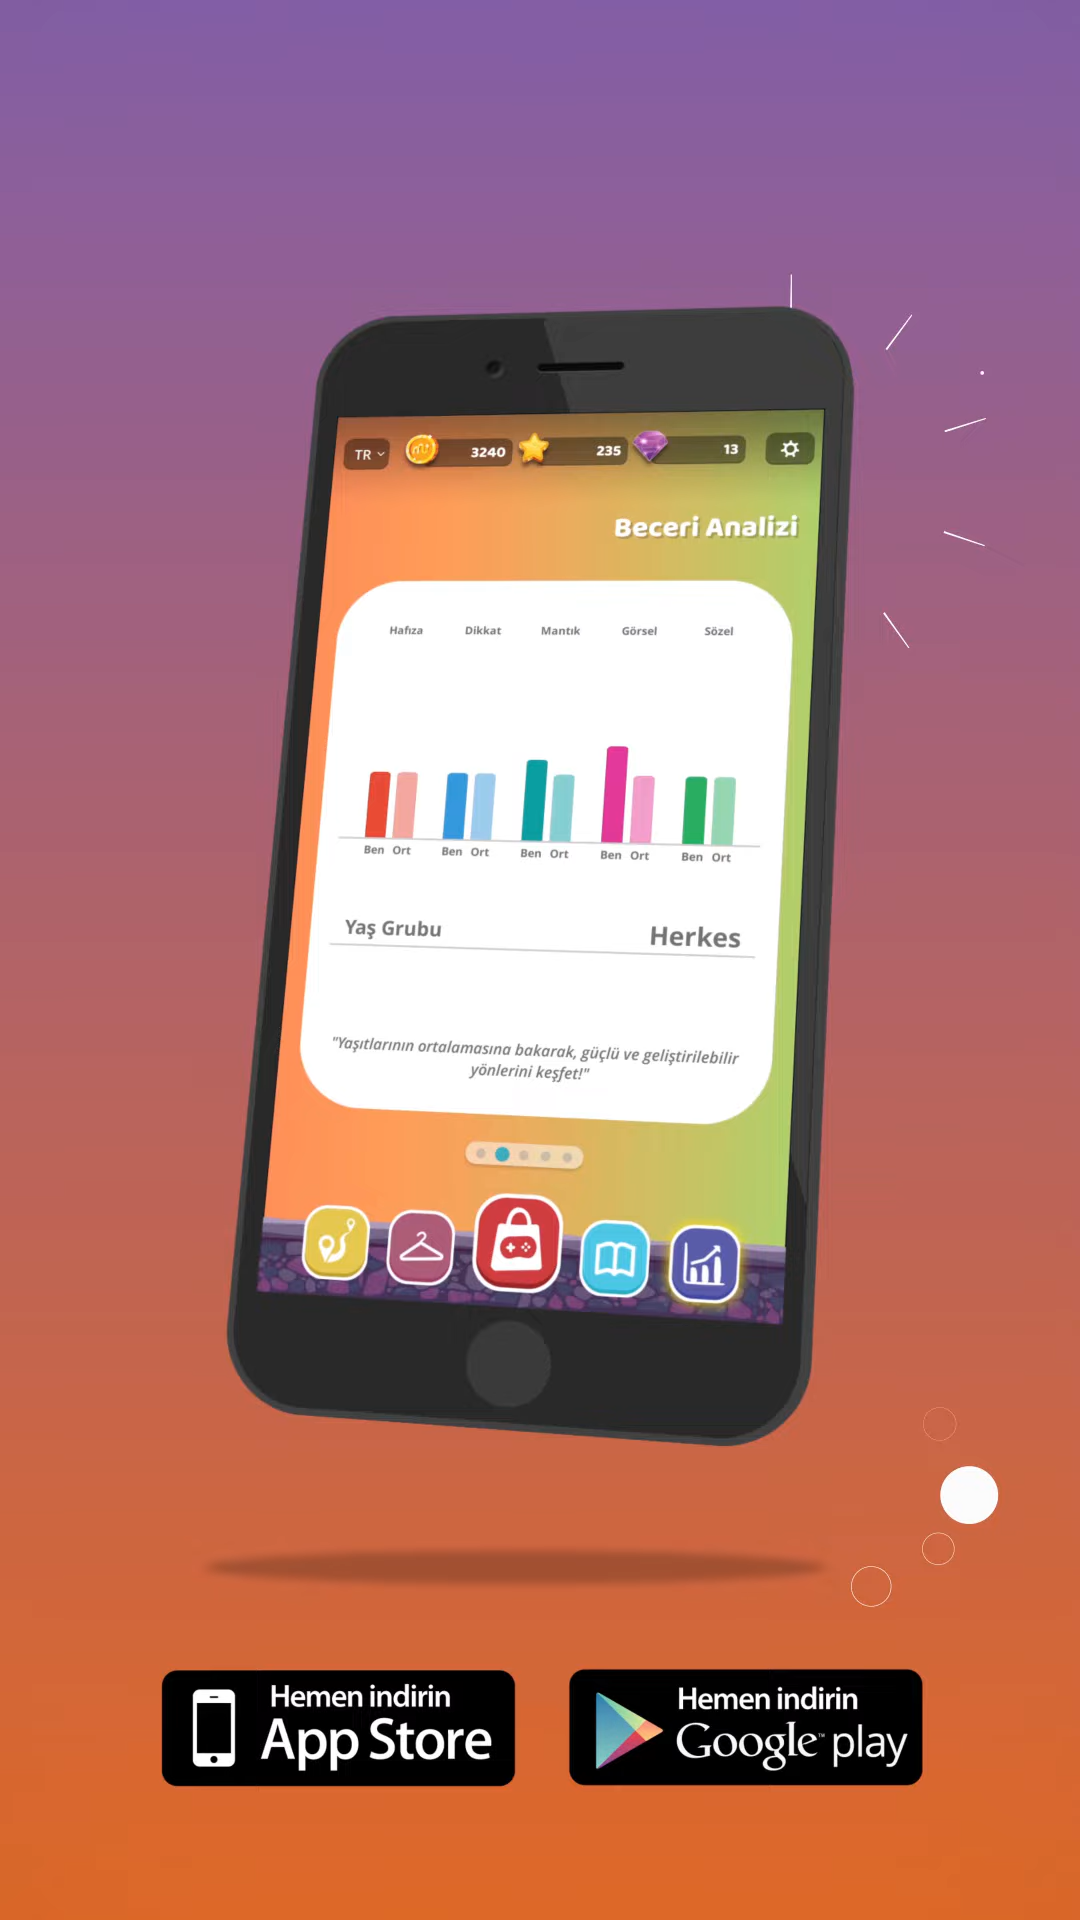 TR 3240 235 13
Beceri Analizi
Hafıza Dikkat Mantık Görsel Sözel
Ben Ort Ben Ort Ben Ort Ben Ort Ben Ort
Yaş Grubu Herkes
"Yaşıtlarının ortalamasına bakarak, güçlü ve geliştirilebilir
yönlerini keşfet!"
Hemen indirin
App Store
Hemen indirin
Google™ play